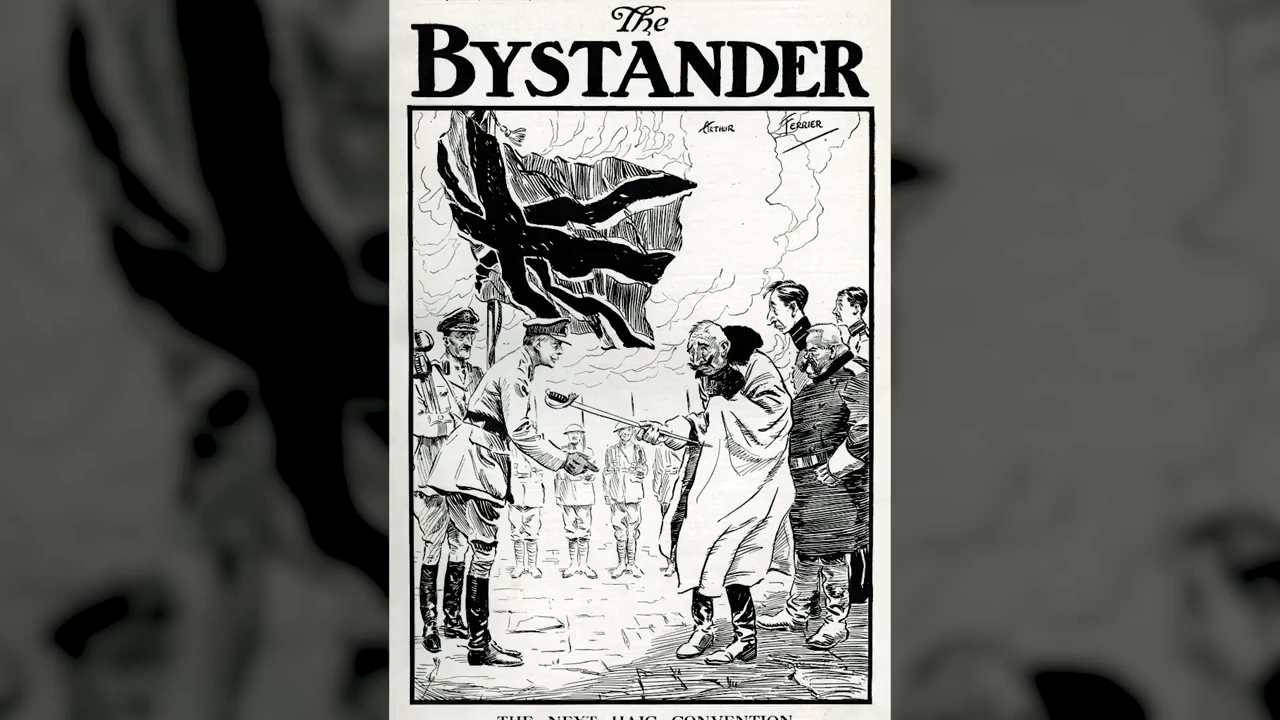 The
BYSTANDER
ARTHUR FERRIER
THE NEXT HAIG CONVENTION